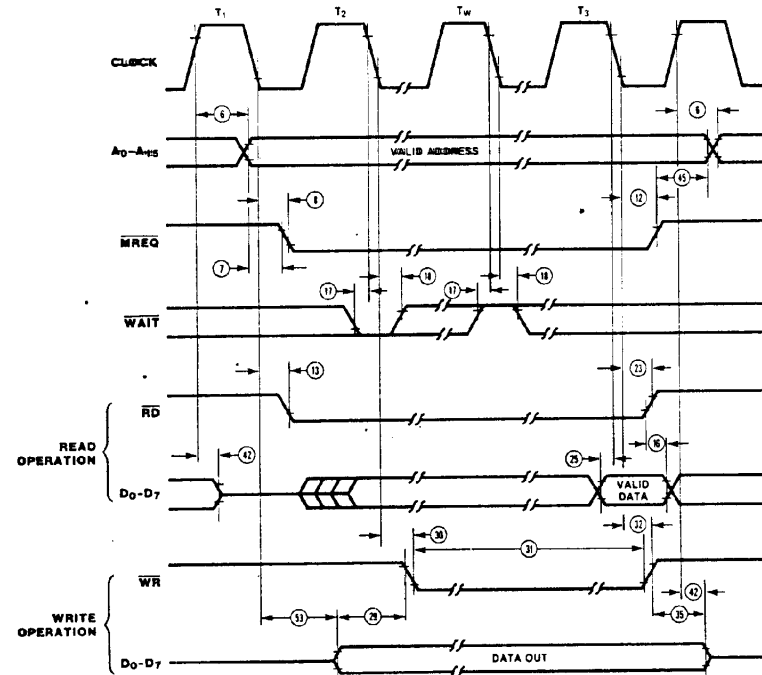 T1 T2 TW T3
CLOCK
6 6
A0–A15 VALID ADDRESS
45
8 12
MREQ
7
17 18 17 18
WAIT
13 23
RD
READ OPERATION
16
42 25
D0–D7 VALID DATA
32
30 31
WR
42
53 29 35
WRITE OPERATION
D0–D7 DATA OUT